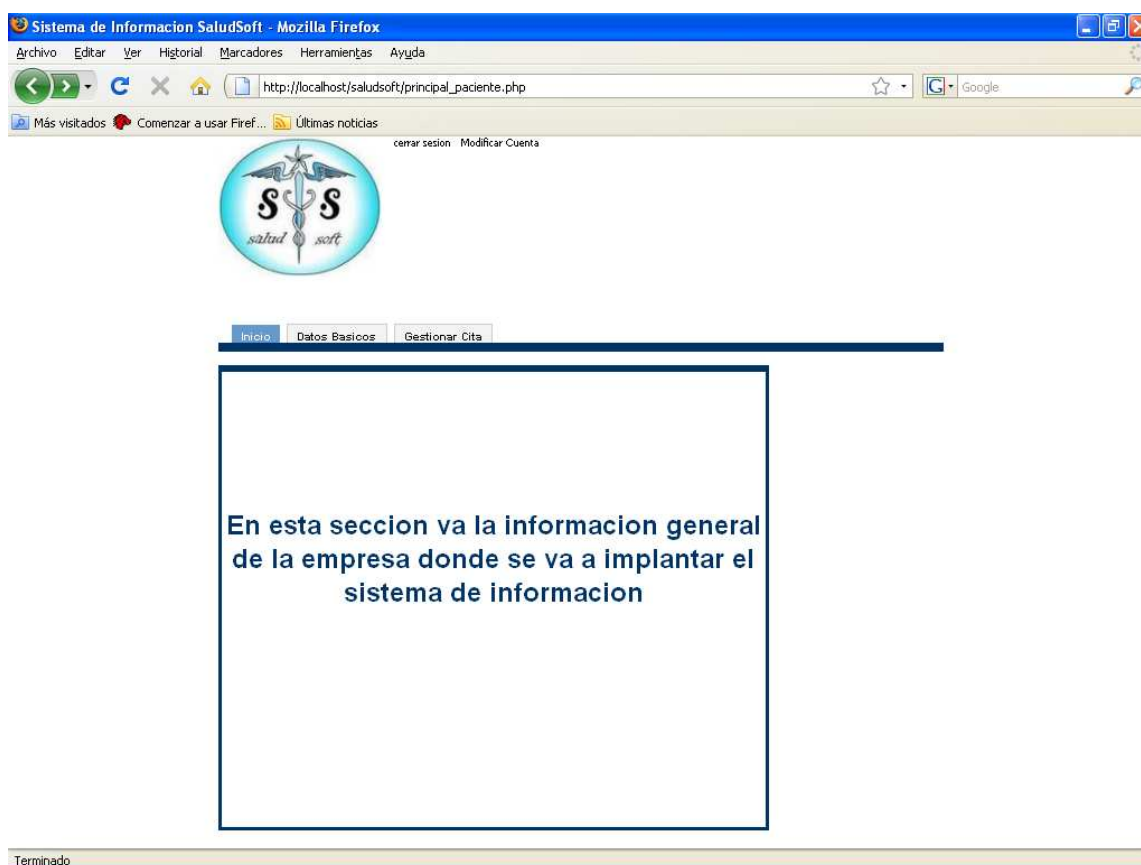 Sistema de Informacion SaludSoft - Mozilla Firefox
Archivo Editar Ver Historial Marcadores Herramientas Ayuda
http://localhost/saludsoft/principal_paciente.php
G Google
Más visitados Comenzar a usar Firef... Últimas noticias
cerrar sesion Modificar Cuenta
S S
salud soft
Inicio Datos Basicos Gestionar Cita
En esta seccion va la informacion general
de la empresa donde se va a implantar el
sistema de informacion
Terminado